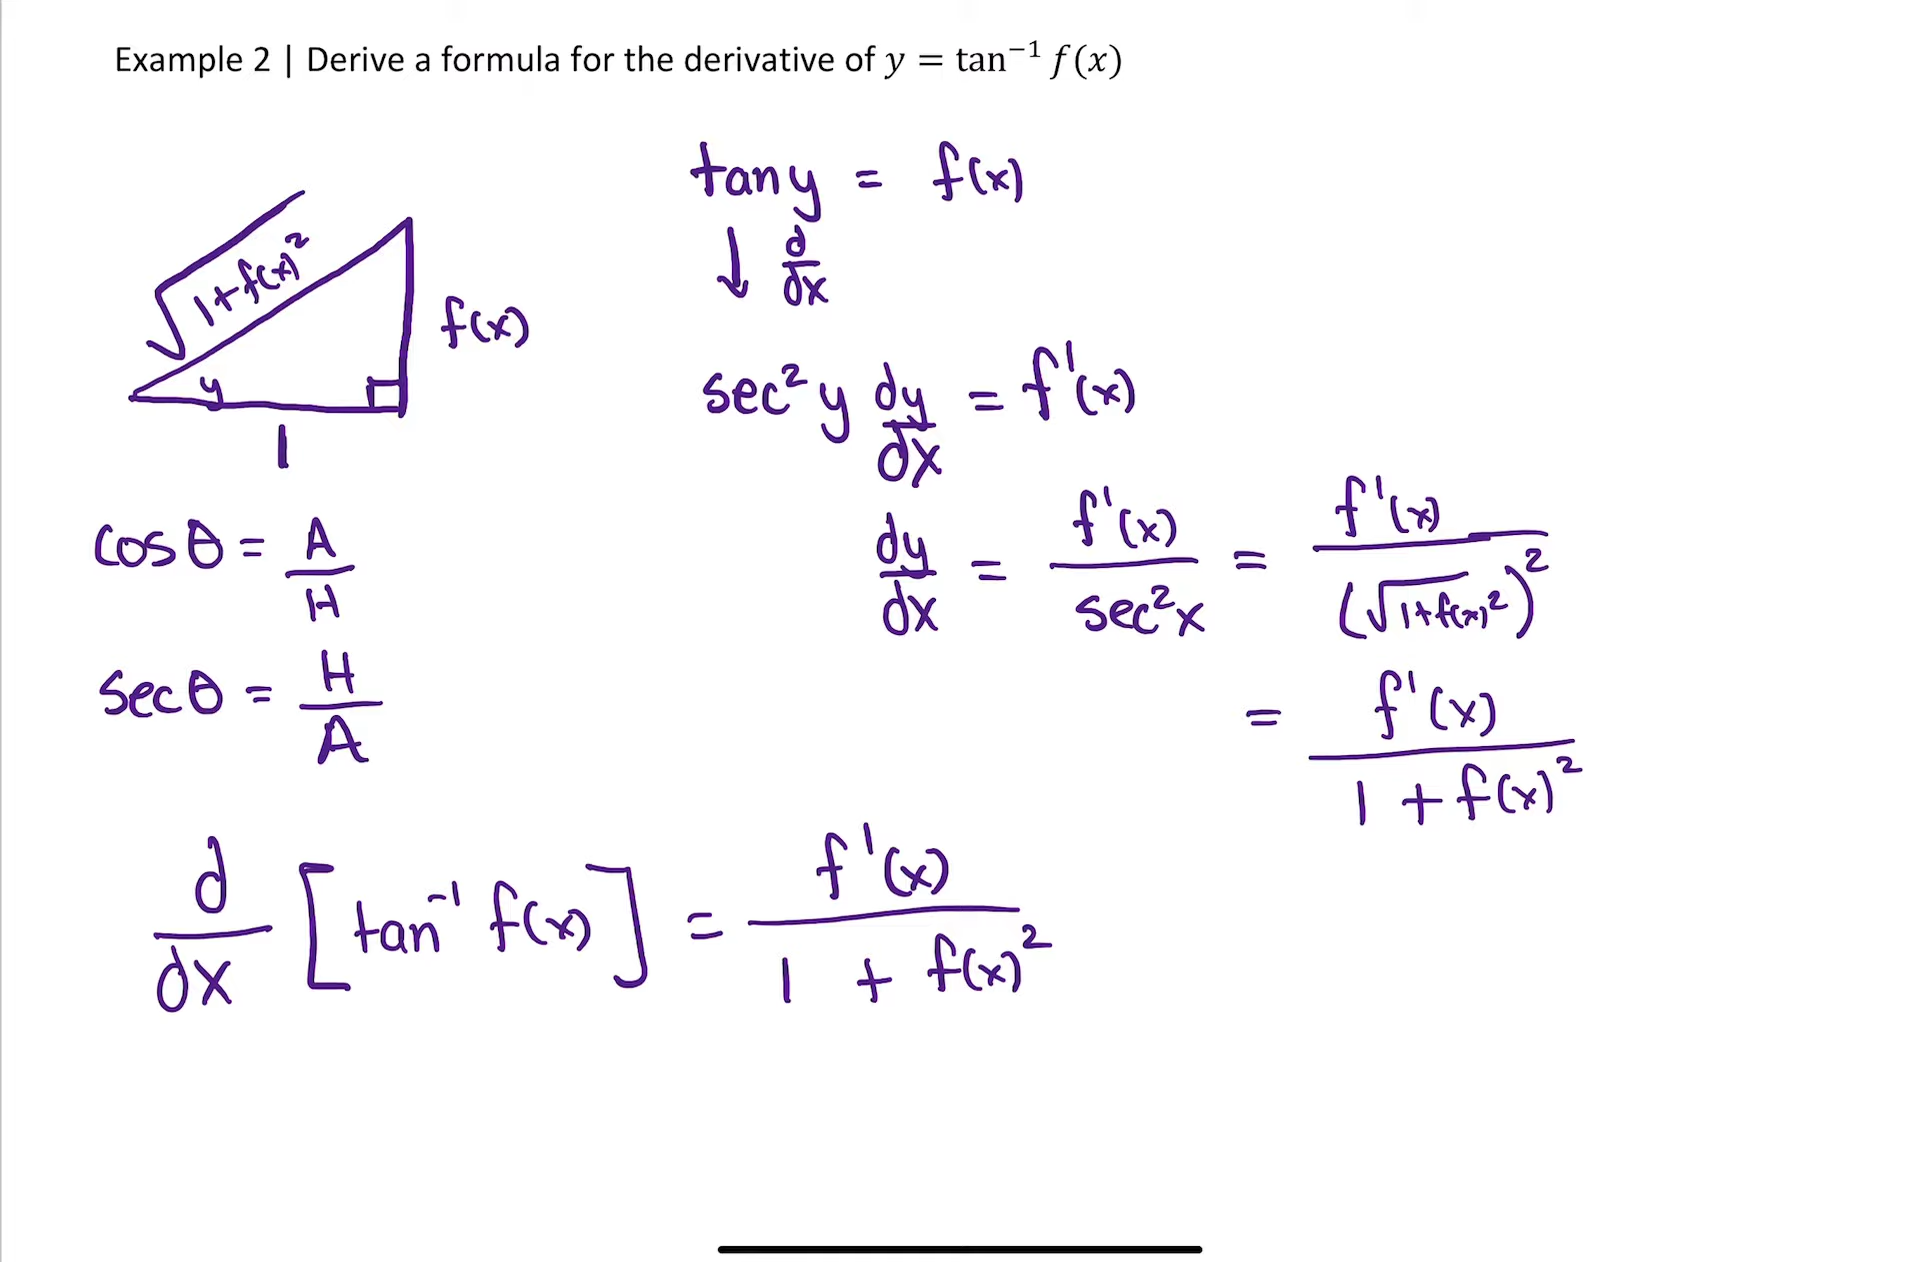 Example 2 | Derive a formula for the derivative of y = tan⁻¹ f(x)
tan y = f(x)
↓ d/dx
√(1+f(x)²)
f(x)
y
1
sec² y dy/dx = f'(x)
cos θ = A/H
dy/dx = f'(x)/sec²x = f'(x)/(√(1+f(x)²))²
sec θ = H/A
= f'(x)/(1 + f(x)²)
d/dx [tan⁻¹ f(x)] = f'(x)/(1 + f(x)²)